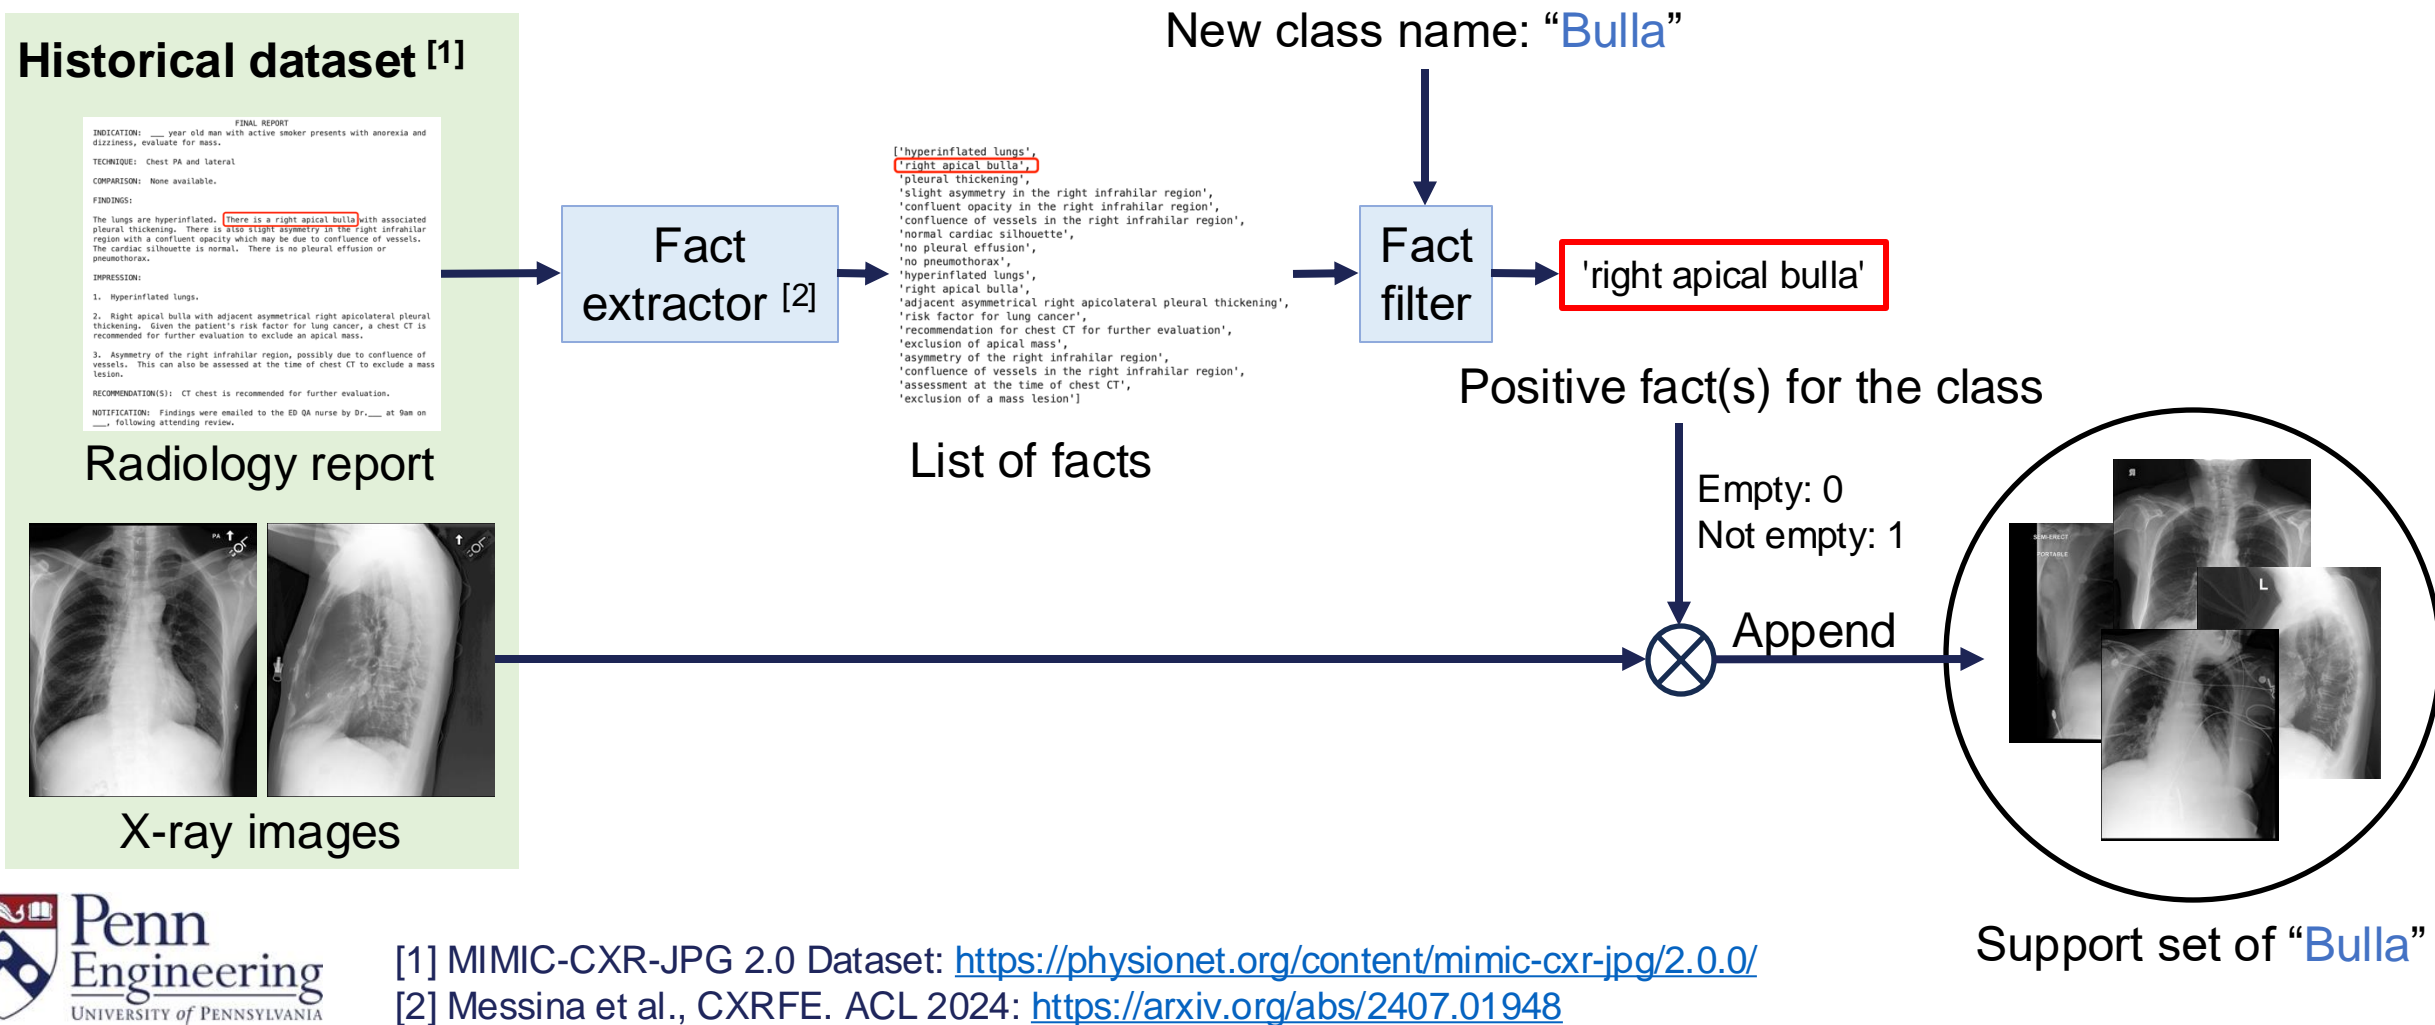 New class name: “Bulla”
Historical dataset [1]
FINAL REPORT
INDICATION:  ___ year old man with active smoker presents with anorexia and
dizziness, evaluate for mass.
TECHNIQUE:  Chest PA and lateral
COMPARISON:  None available.
FINDINGS:
The lungs are hyperinflated.  There is a right apical bulla with associated
pleural thickening.  There is also slight asymmetry in the right infrahilar
region with a confluent opacity which may be due to confluence of vessels.
The cardiac silhouette is normal.  There is no pleural effusion or
pneumothorax.
IMPRESSION:
1.  Hyperinflated lungs.
2.  Right apical bulla with adjacent asymmetrical right apicolateral pleural
thickening.  Given the patient's risk factor for lung cancer, a chest CT is
recommended for further evaluation to exclude an apical mass.
3.  Asymmetry of the right infrahilar region, possibly due to confluence of
vessels.  This can also be assessed at the time of chest CT to exclude a mass
lesion.
RECOMMENDATION(S):  CT chest is recommended for further evaluation.
NOTIFICATION:  Findings were emailed to the ED QA nurse by Dr.___ at 9am on
___, following attending review.
Radiology report
Fact
extractor [2]
['hyperinflated lungs',
'right apical bulla',
'pleural thickening',
'slight asymmetry in the right infrahilar region',
'confluent opacity in the right infrahilar region',
'confluence of vessels in the right infrahilar region',
'normal cardiac silhouette',
'no pleural effusion',
'no pneumothorax',
'hyperinflated lungs',
'right apical bulla',
'adjacent asymmetrical right apicolateral pleural thickening',
'risk factor for lung cancer',
'recommendation for chest CT for further evaluation',
'exclusion of apical mass',
'asymmetry of the right infrahilar region',
'confluence of vessels in the right infrahilar region',
'assessment at the time of chest CT',
'exclusion of a mass lesion']
List of facts
Fact
filter
'right apical bulla'
Positive fact(s) for the class
Empty: 0
Not empty: 1
Append
PA
SOL
SOL
X-ray images
SEMI-ERECT
PORTABLE
L
Support set of “Bulla”
Penn
Engineering
UNIVERSITY of PENNSYLVANIA
[1] MIMIC-CXR-JPG 2.0 Dataset: https://physionet.org/content/mimic-cxr-jpg/2.0.0/
[2] Messina et al., CXRFE. ACL 2024: https://arxiv.org/abs/2407.01948